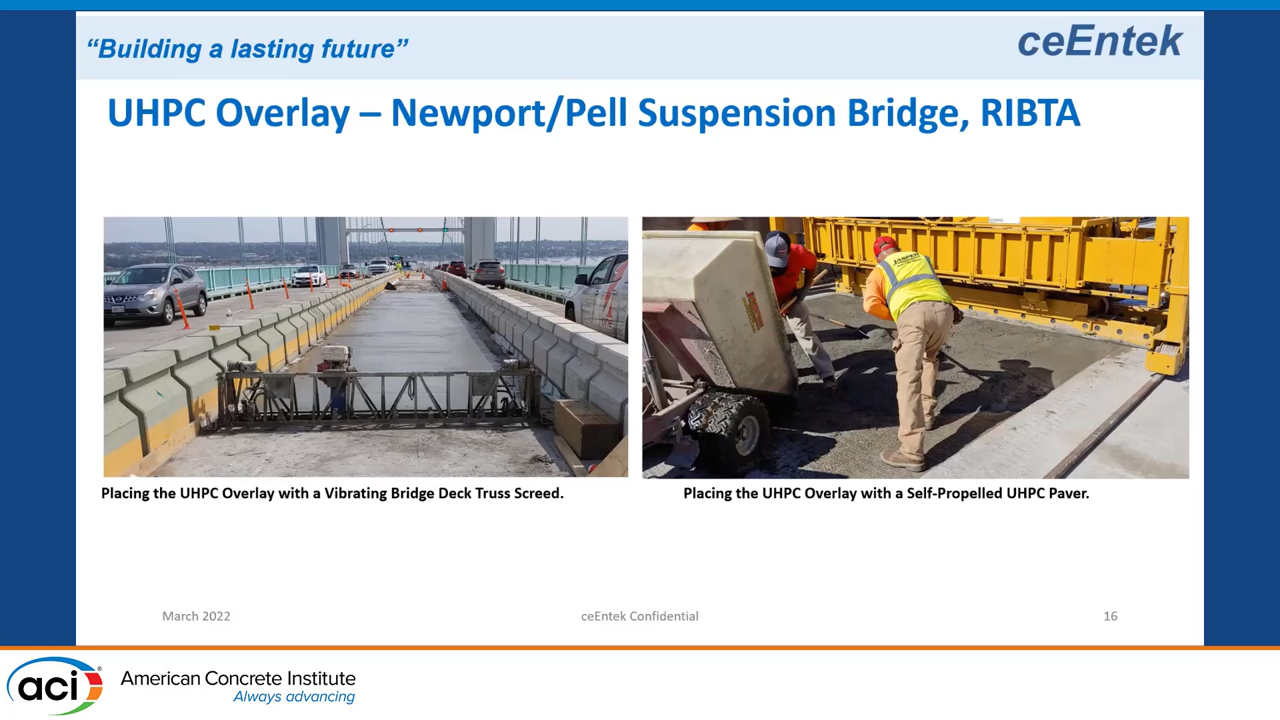 “Building a lasting future”
ceEntek
UHPC Overlay – Newport/Pell Suspension Bridge, RIBTA
JASPER
Placing the UHPC Overlay with a Vibrating Bridge Deck Truss Screed.
Placing the UHPC Overlay with a Self-Propelled UHPC Paver.
March 2022
ceEntek Confidential
16
aci®
American Concrete Institute
Always advancing